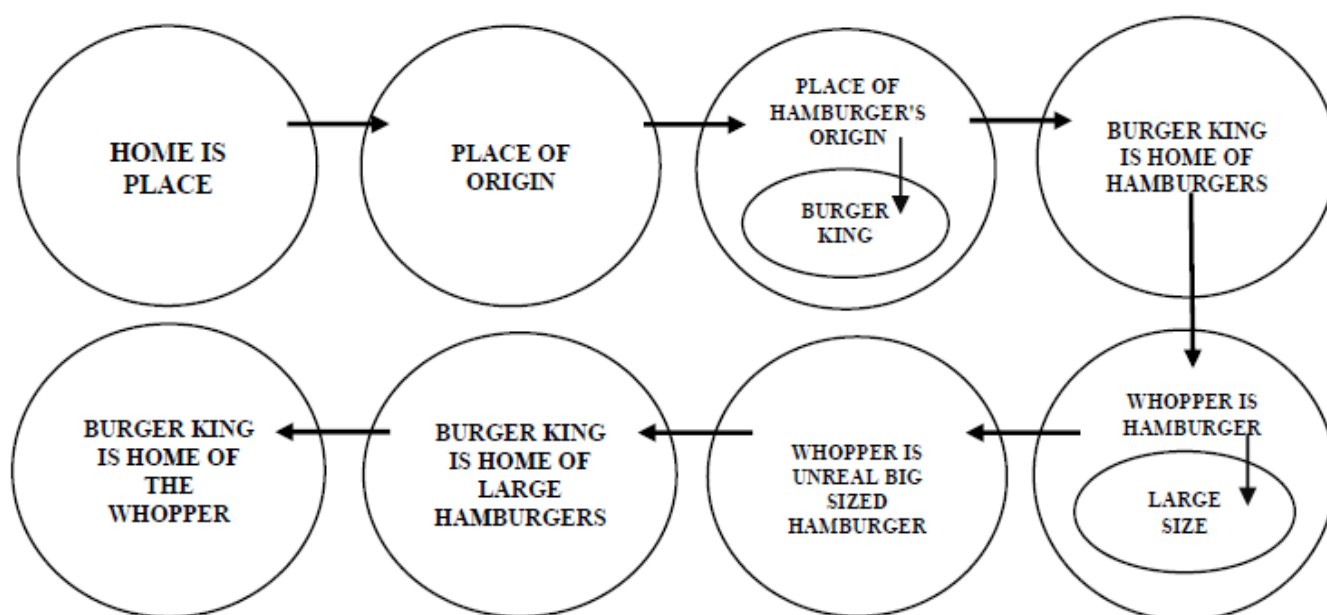 HOME IS
PLACE
PLACE OF
ORIGIN
PLACE OF
HAMBURGER'S
ORIGIN
BURGER
KING
BURGER KING
IS HOME OF
HAMBURGERS
WHOPPER IS
HAMBURGER
LARGE
SIZE
WHOPPER IS
UNREAL BIG
SIZED
HAMBURGER
BURGER KING
IS HOME OF
LARGE
HAMBURGERS
BURGER KING
IS HOME OF
THE
WHOPPER